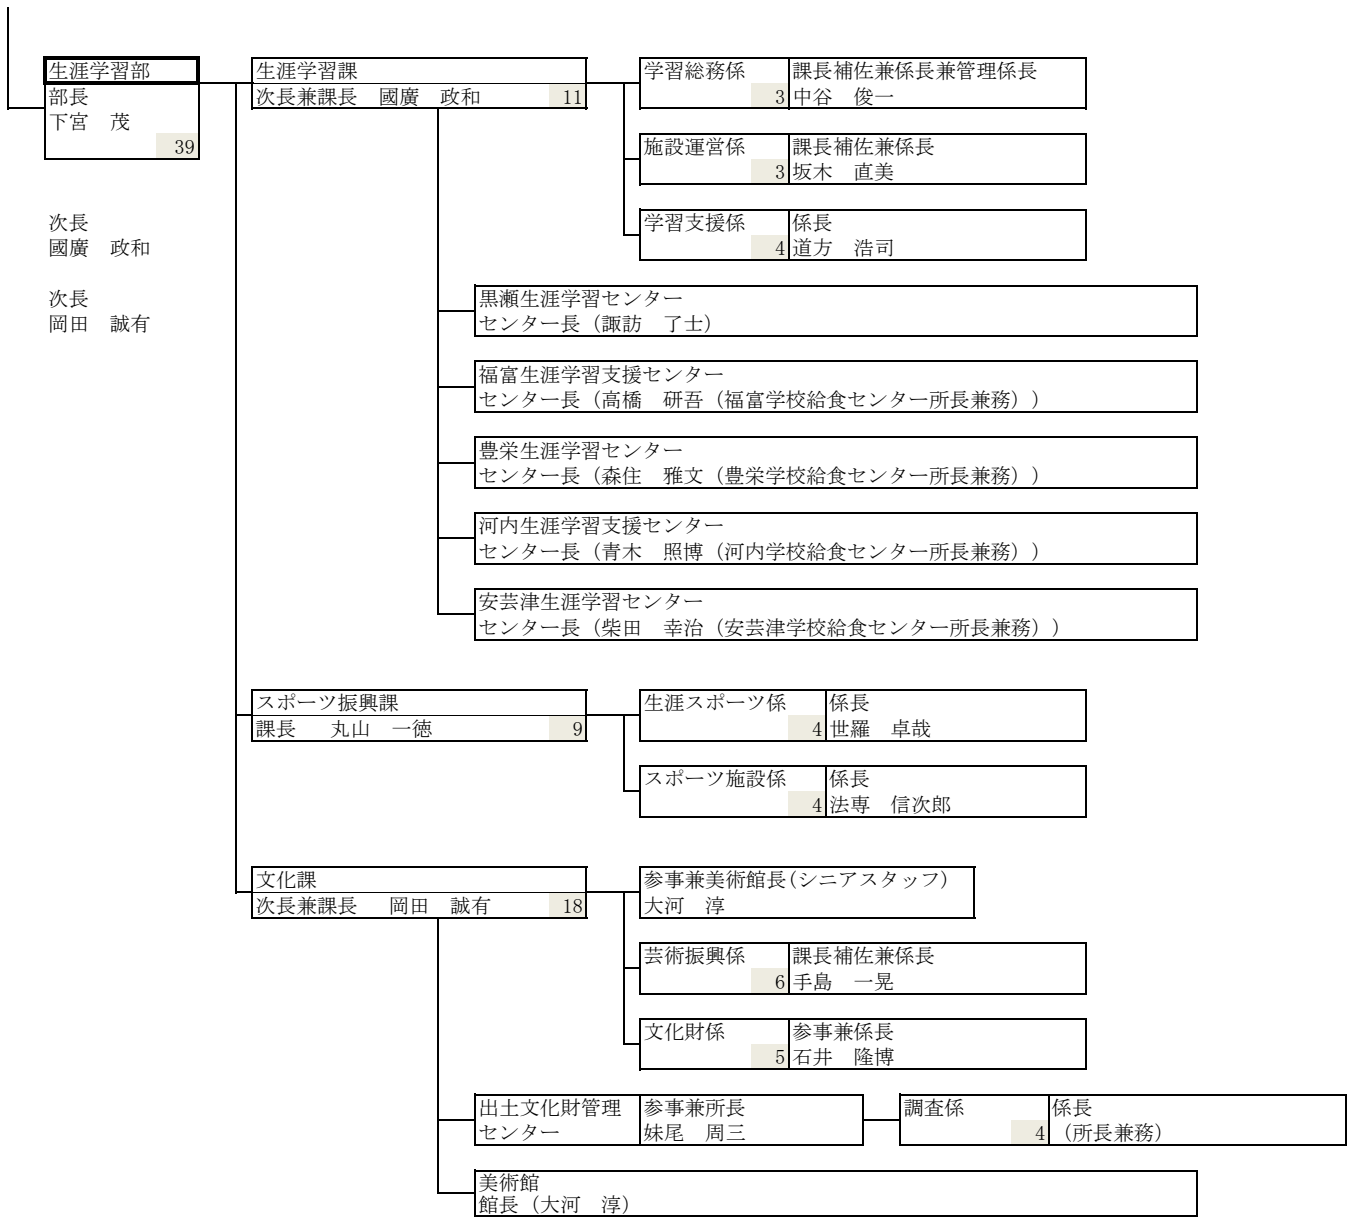 生涯学習部
部長
下宮　茂
39
次長
國廣　政和
次長
岡田　誠有
生涯学習課
次長兼課長　國廣　政和　11
学習総務係　課長補佐兼係長兼管理係長
3　中谷　俊一
施設運営係　課長補佐兼係長
3　坂木　直美
学習支援係　係長
4　道方　浩司
黒瀬生涯学習センター
センター長（諏訪　了士）
福富生涯学習支援センター
センター長（高橋　研吾（福富学校給食センター所長兼務））
豊栄生涯学習センター
センター長（森住　雅文（豊栄学校給食センター所長兼務））
河内生涯学習支援センター
センター長（青木　照博（河内学校給食センター所長兼務））
安芸津生涯学習センター
センター長（柴田　幸治（安芸津学校給食センター所長兼務））
スポーツ振興課
課長　丸山　一徳　9
生涯スポーツ係　係長
4　世羅　卓哉
スポーツ施設係　係長
4　法専　信次郎
文化課
次長兼課長　岡田　誠有　18
参事兼美術館長(シニアスタッフ)
大河　淳
芸術振興係　課長補佐兼係長
6　手島　一晃
文化財係　参事兼係長
5　石井　隆博
出土文化財管理　参事兼所長
センター　妹尾　周三
調査係　係長
4　（所長兼務）
美術館
館長（大河　淳）